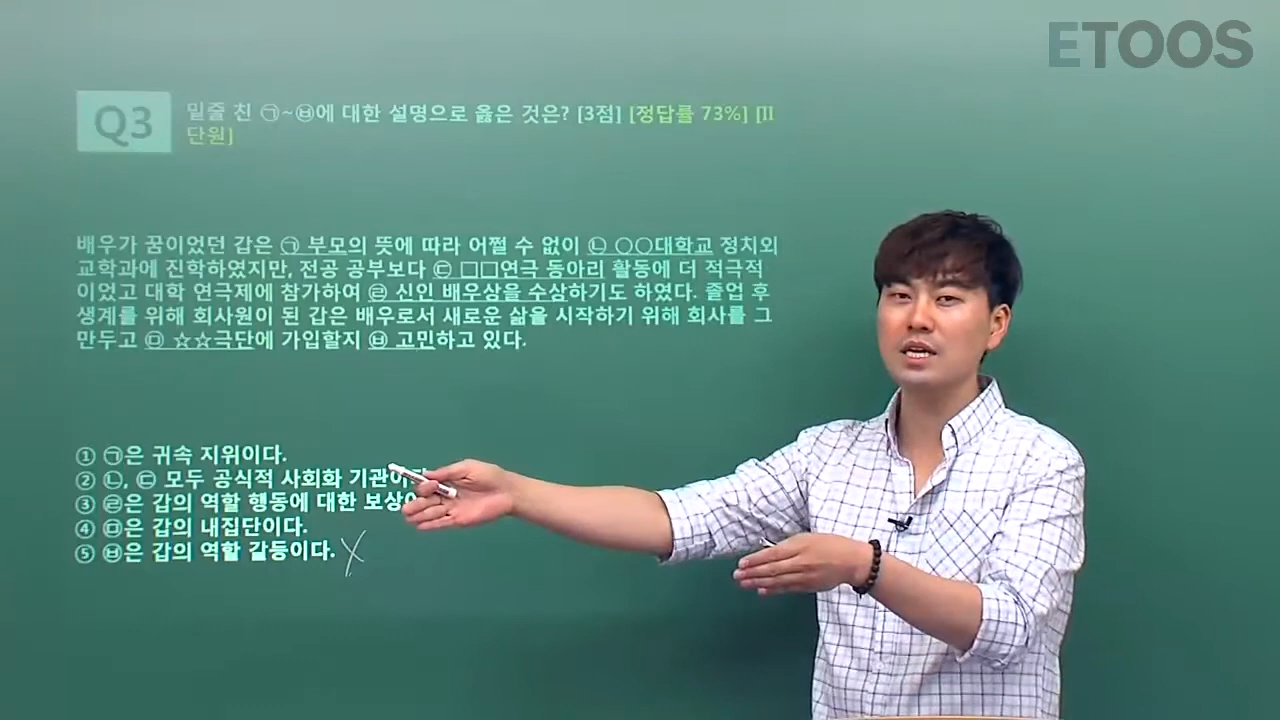 ETOOS
Q3
밑줄 친 ㉠~㉥에 대한 설명으로 옳은 것은? [3점] [정답률 73%] [II
단원]
배우가 꿈이었던 갑은 ㉠ 부모의 뜻에 따라 어쩔 수 없이 ㉡ ○○대학교 정치외
교학과에 진학하였지만, 전공 공부보다 ㉢ □□연극 동아리 활동에 더 적극적
이었고 대학 연극제에 참가하여 ㉣ 신인 배우상을 수상하기도 하였다. 졸업 후
생계를 위해 회사원이 된 갑은 배우로서 새로운 삶을 시작하기 위해 회사를 그
만두고 ㉤ ☆☆극단에 가입할지 ㉥ 고민하고 있다.
① ㉠은 귀속 지위이다.
② ㉡, ㉢ 모두 공식적 사회화 기관이
③ ㉣은 갑의 역할 행동에 대한 보상이
④ ㉤은 갑의 내집단이다.
⑤ ㉥은 갑의 역할 갈등이다. X